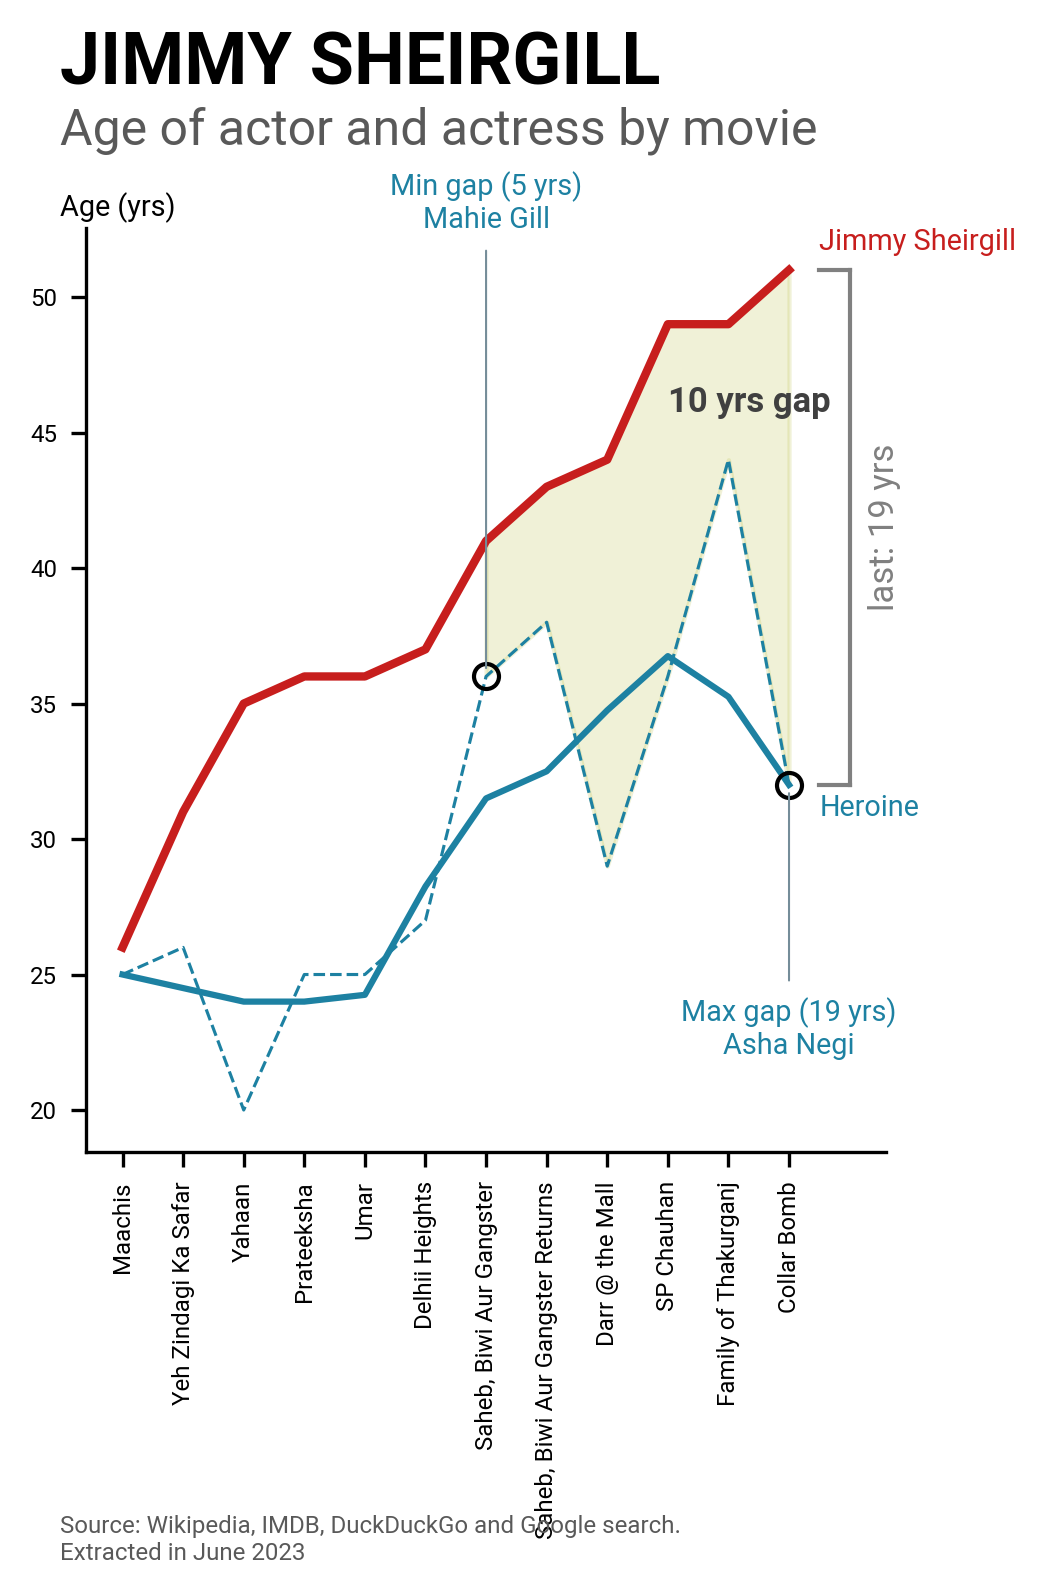 JIMMY SHEIRGILL
Age of actor and actress by movie
Min gap (5 yrs)
Mahie Gill
Age (yrs)
Jimmy Sheirgill
50
45
40
35
30
25
20
10 yrs gap
last: 19 yrs
Heroine
Max gap (19 yrs)
Asha Negi
Maachis
Yeh Zindagi Ka Safar
Yahaan
Prateeksha
Umar
Delhii Heights
Saheb, Biwi Aur Gangster
Saheb, Biwi Aur Gangster Returns
Darr @ the Mall
SP Chauhan
Family of Thakurganj
Collar Bomb
Source: Wikipedia, IMDB, DuckDuckGo and Google search.
Extracted in June 2023